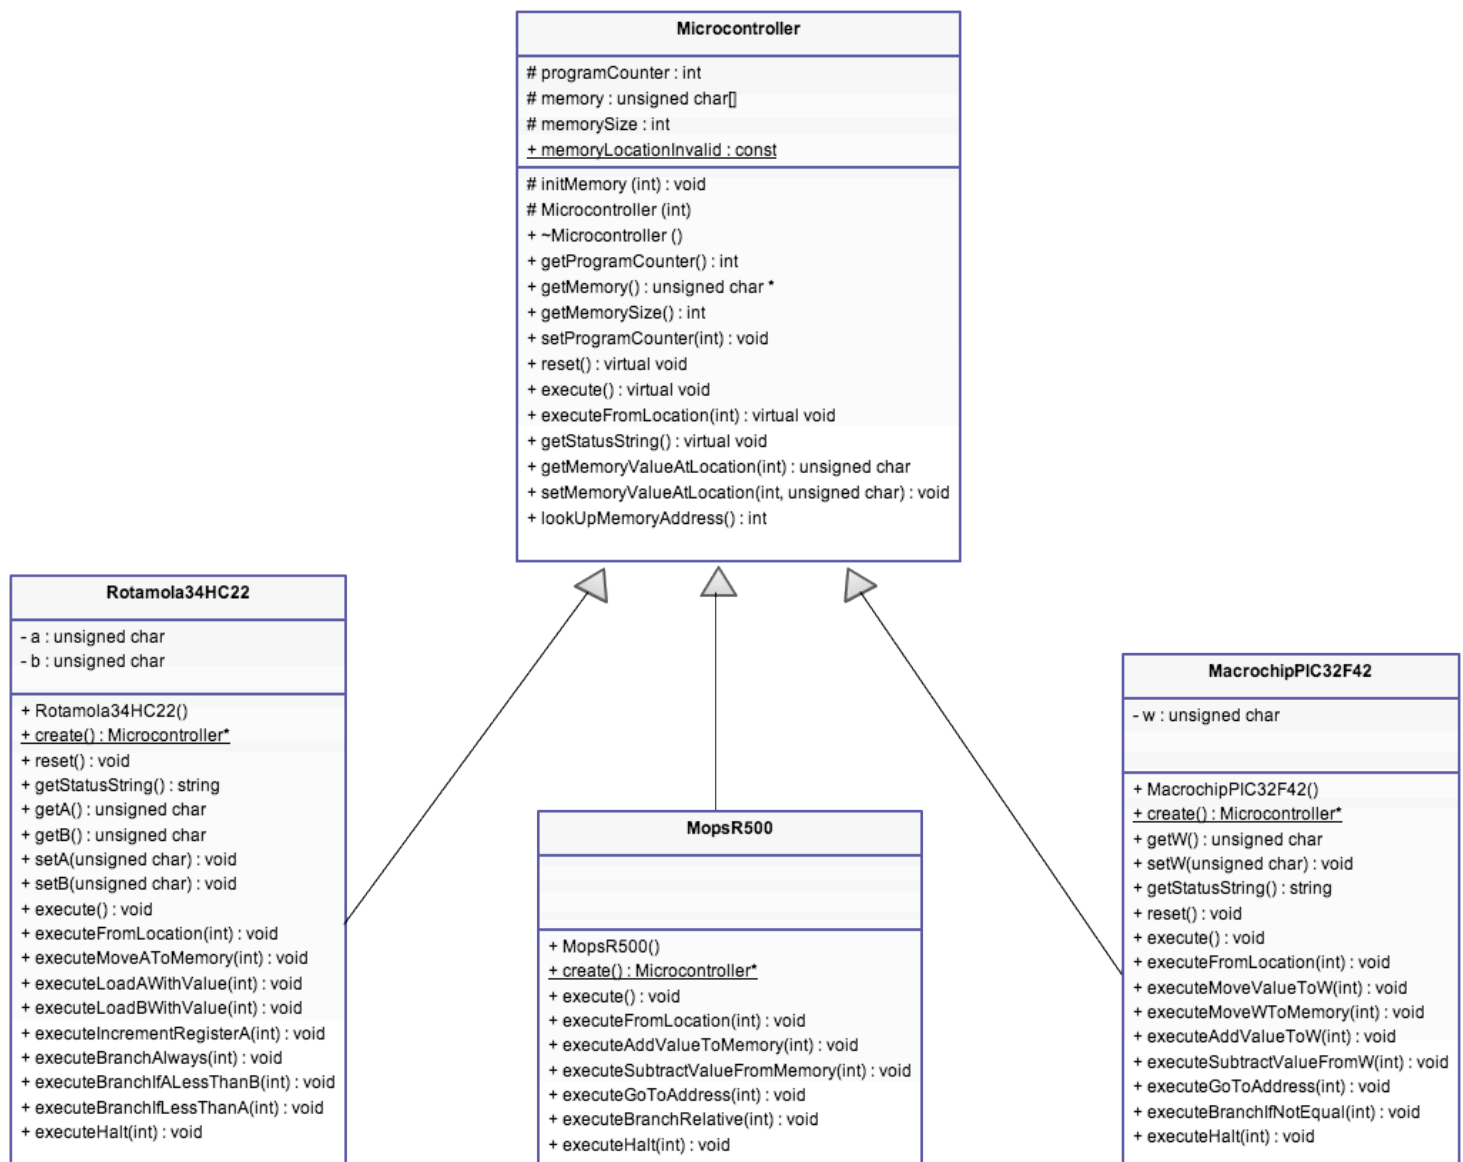 Microcontroller
# programCounter : int
# memory : unsigned char[]
# memorySize : int
+ memoryLocationInvalid : const
# initMemory (int) : void
# Microcontroller (int)
+ ~Microcontroller ()
+ getProgramCounter() : int
+ getMemory() : unsigned char *
+ getMemorySize() : int
+ setProgramCounter(int) : void
+ reset() : virtual void
+ execute() : virtual void
+ executeFromLocation(int) : virtual void
+ getStatusString() : virtual void
+ getMemoryValueAtLocation(int) : unsigned char
+ setMemoryValueAtLocation(int, unsigned char) : void
+ lookUpMemoryAddress() : int
Rotamola34HC22
- a : unsigned char
- b : unsigned char
+ Rotamola34HC22()
+ create() : Microcontroller*
+ reset() : void
+ getStatusString() : string
+ getA() : unsigned char
+ getB() : unsigned char
+ setA(unsigned char) : void
+ setB(unsigned char) : void
+ execute() : void
+ executeFromLocation(int) : void
+ executeMoveAToMemory(int) : void
+ executeLoadAWithValue(int) : void
+ executeLoadBWithValue(int) : void
+ executeIncrementRegisterA(int) : void
+ executeBranchAlways(int) : void
+ executeBranchIfALessThanB(int) : void
+ executeBranchIfLessThanA(int) : void
+ executeHalt(int) : void
MopsR500
+ MopsR500()
+ create() : Microcontroller*
+ execute() : void
+ executeFromLocation(int) : void
+ executeAddValueToMemory(int) : void
+ executeSubtractValueFromMemory(int) : void
+ executeGoToAddress(int) : void
+ executeBranchRelative(int) : void
+ executeHalt(int) : void
MacrochipPIC32F42
- w : unsigned char
+ MacrochipPIC32F42()
+ create() : Microcontroller*
+ getW() : unsigned char
+ setW(unsigned char) : void
+ getStatusString() : string
+ reset() : void
+ execute() : void
+ executeFromLocation(int) : void
+ executeMoveValueToW(int) : void
+ executeMoveWToMemory(int) : void
+ executeAddValueToW(int) : void
+ executeSubtractValueFromW(int) : void
+ executeGoToAddress(int) : void
+ executeBranchIfNotEqual(int) : void
+ executeHalt(int) : void